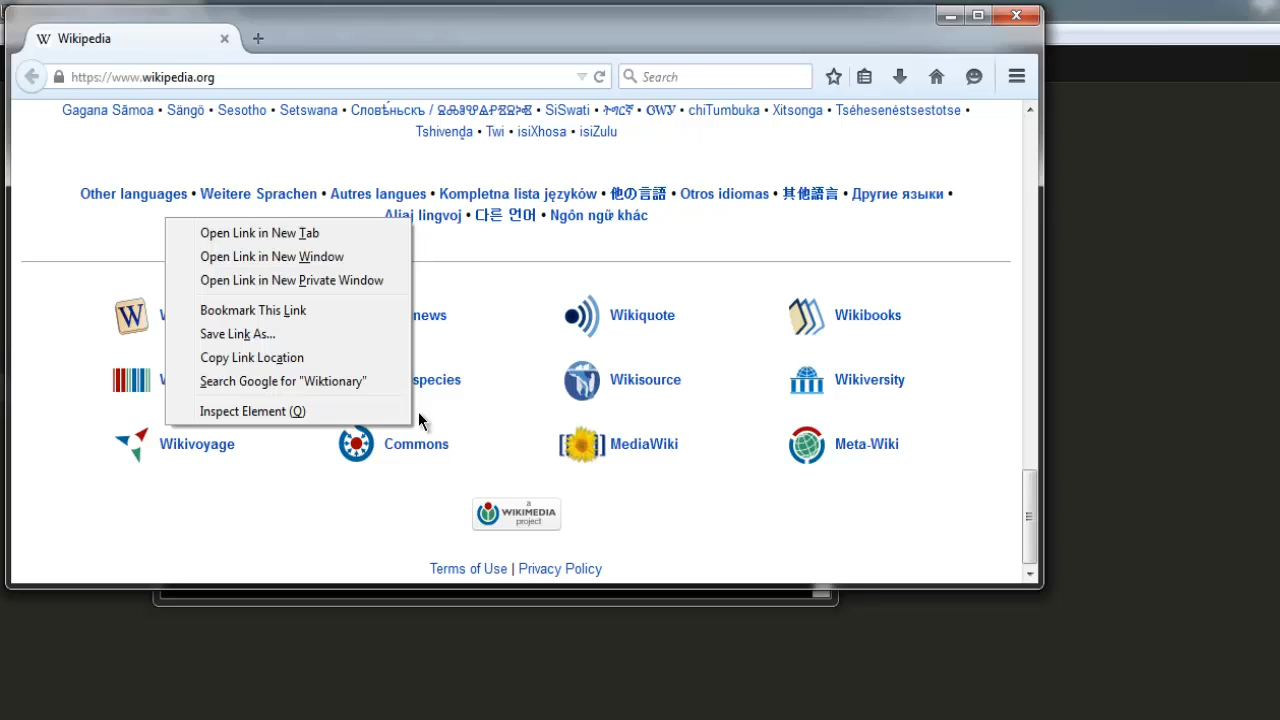 Wikipedia
https://www.wikipedia.org
Search
Gagana Sāmoa • Sängö • Sesotho • Setswana • Словѣ́ньскъ / ⰔⰎⰑⰂⰡⰐⰠⰔⰍⰟ • SiSwati • ትግርኛ • ᏣᎳᎩ • chiTumbuka • Xitsonga • Tsėhesenėstsestotse •
Tshivenḓa • Twi • isiXhosa • isiZulu
Other languages • Weitere Sprachen • Autres langues • Kompletna lista języków • 他の言語 • Otros idiomas • 其他語言 • Другие языки •
Aliaj lingvoj • 다른 언어 • Ngôn ngữ khác
Open Link in New Tab
Open Link in New Window
Open Link in New Private Window
Bookmark This Link
Save Link As...
Copy Link Location
Search Google for "Wiktionary"
Inspect Element (Q)
news
Wikiquote
Wikibooks
species
Wikisource
Wikiversity
Wikivoyage
Commons
MediaWiki
Meta-Wiki
a
WIKIMEDIA
project
Terms of Use | Privacy Policy